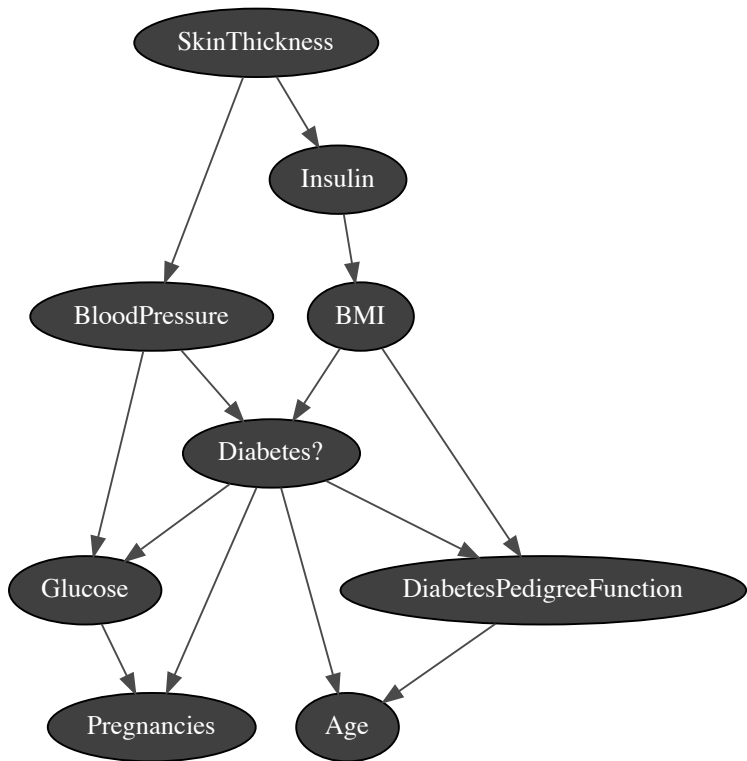 SkinThickness
Insulin
BloodPressure
BMI
Diabetes?
Glucose
DiabetesPedigreeFunction
Pregnancies
Age